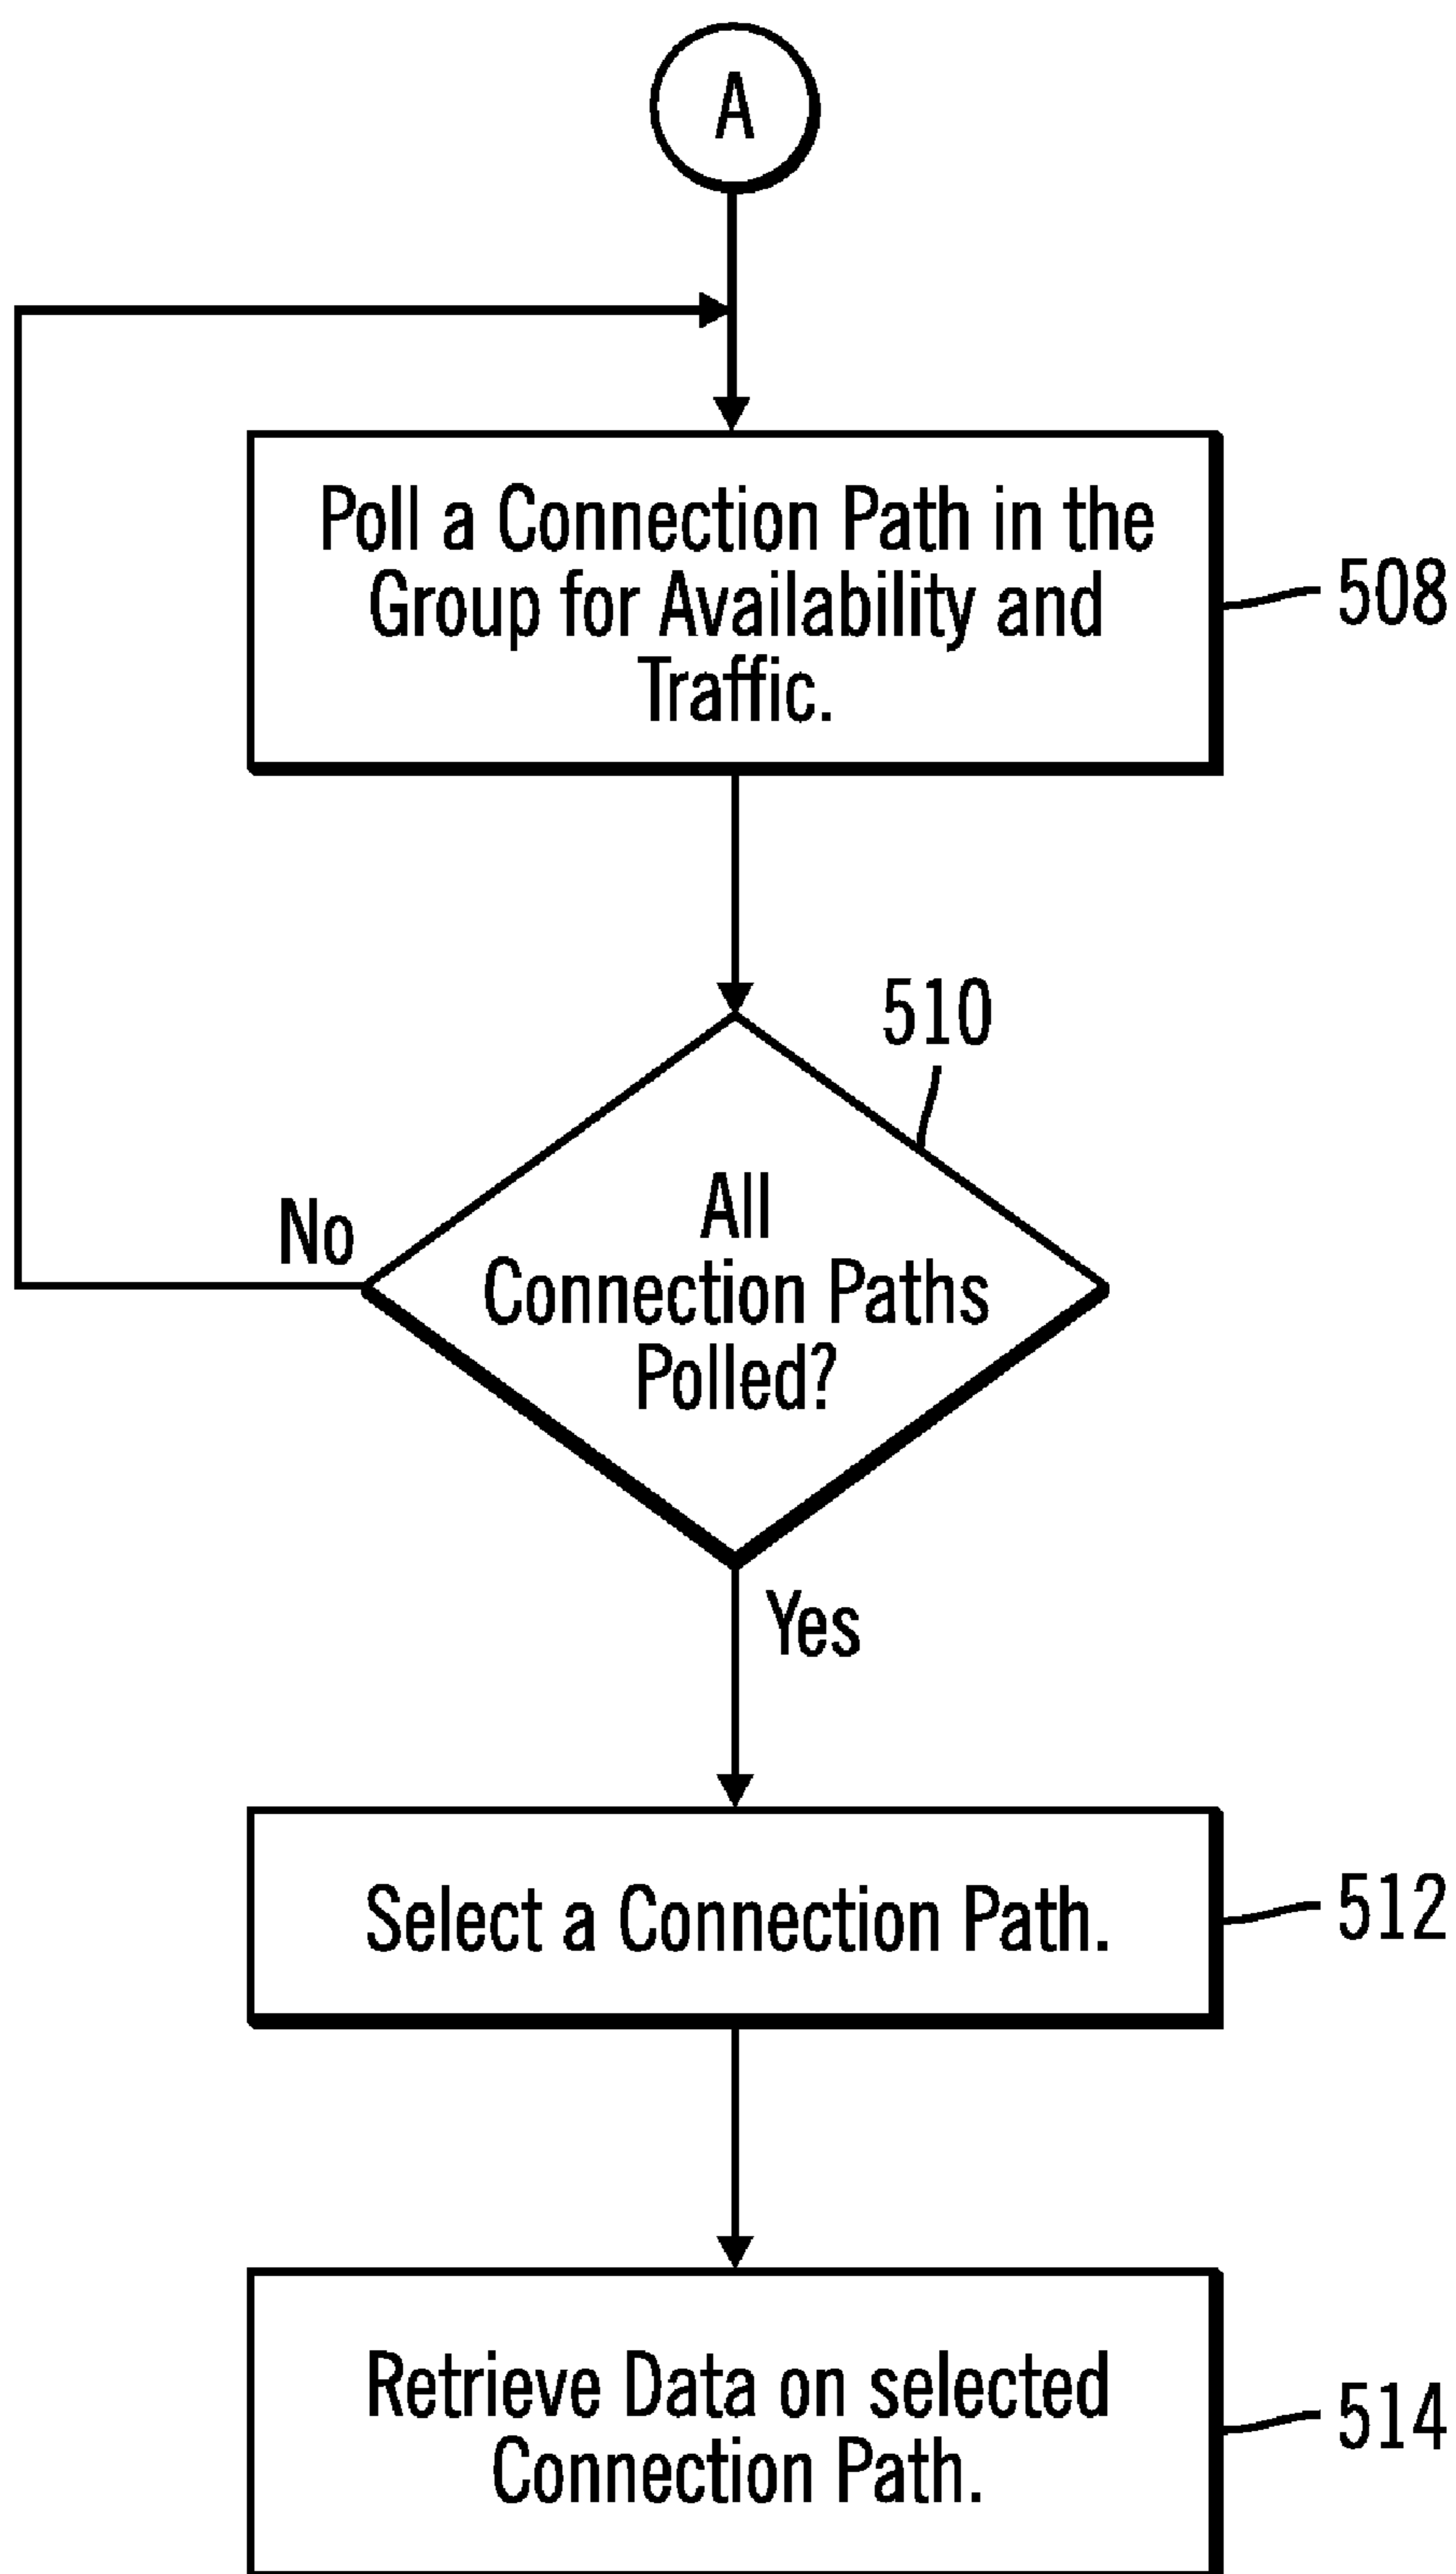 A
Poll a Connection Path in the
Group for Availability and
Traffic.
508
510
All
Connection Paths
Polled?
No
Yes
Select a Connection Path.
512
Retrieve Data on selected
Connection Path.
514